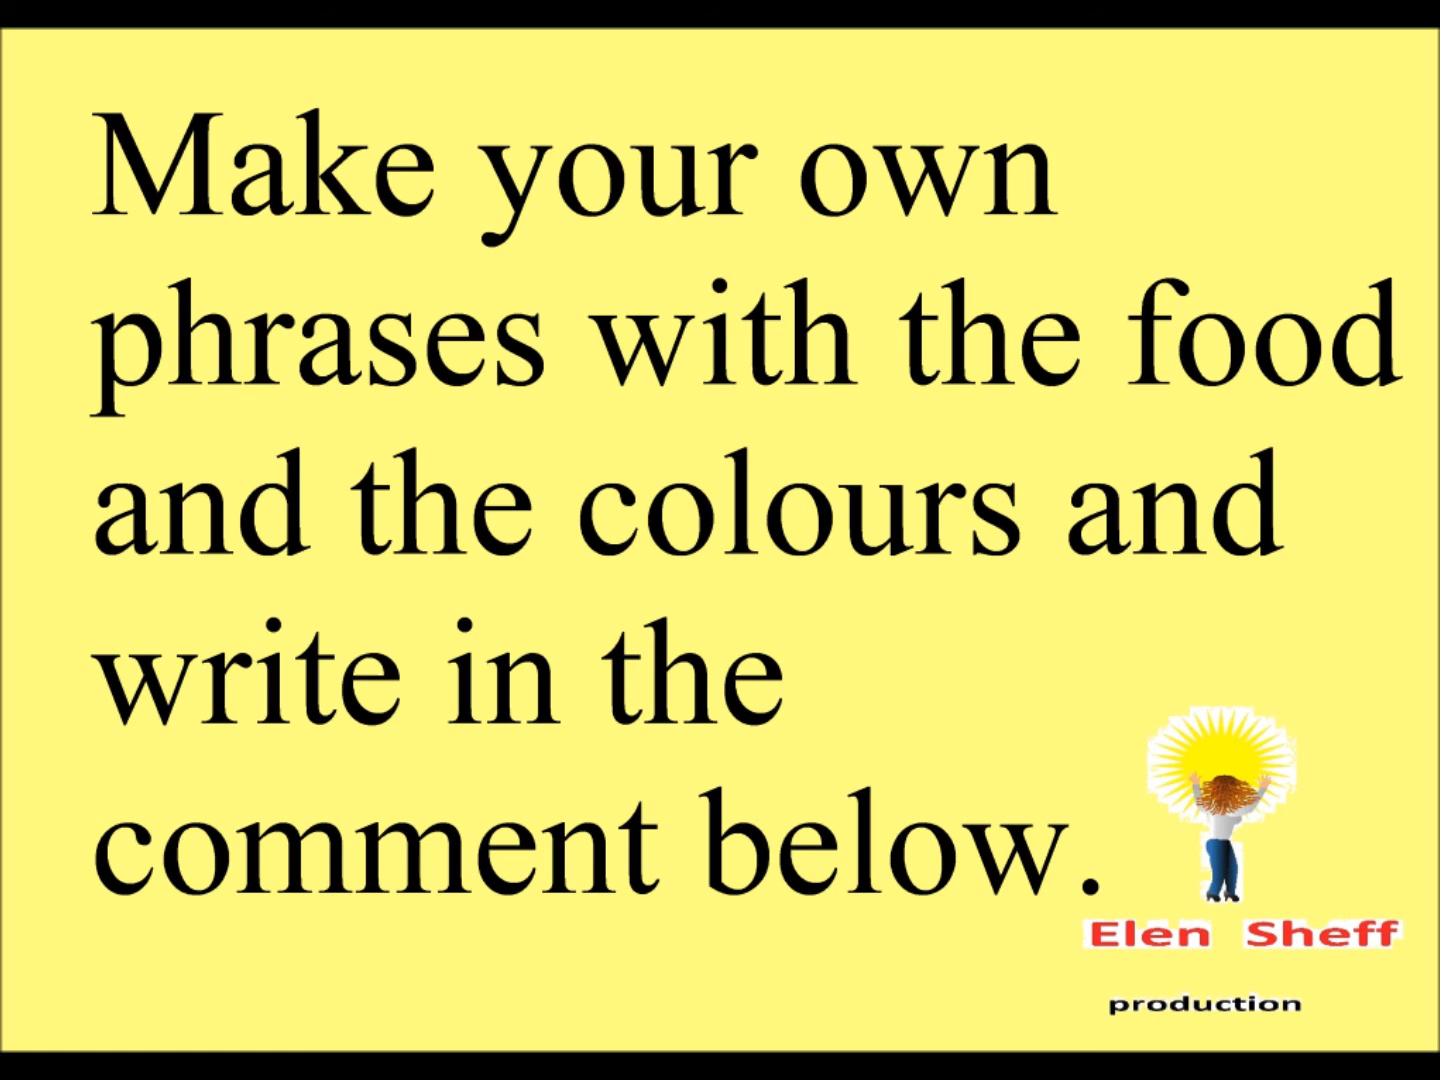 Make your own
phrases with the food
and the colours and
write in the
comment below.
Elen Sheff
production